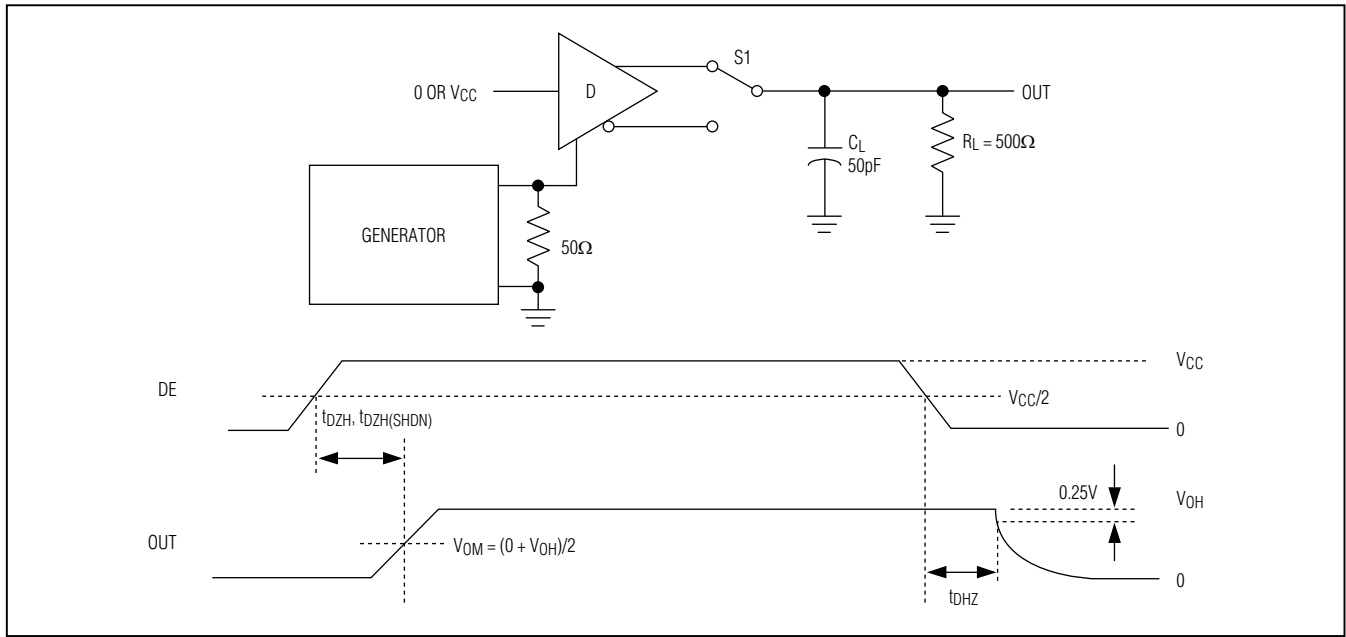 S1
0 OR VCC
D
OUT
CL
50pF
RL = 500Ω
GENERATOR
50Ω
VCC
DE
VCC/2
tDZH, tDZH(SHDN)
0
0.25V
VOH
OUT
VOM = (0 + VOH)/2
0
tDHZ